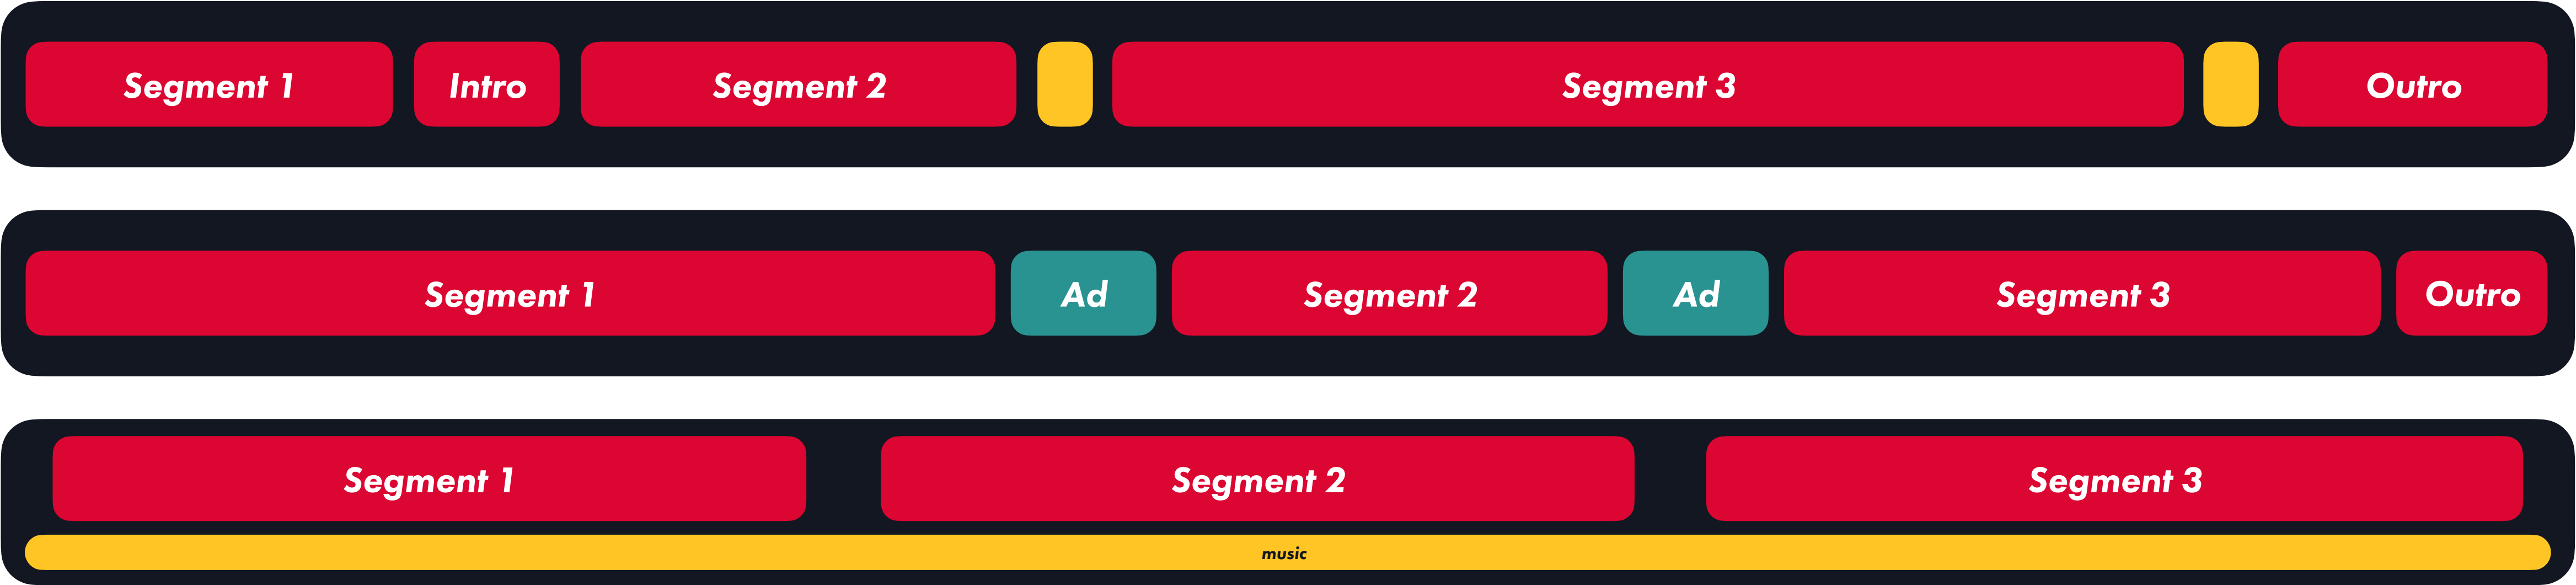 Segment 1 Intro Segment 2 Segment 3 Outro
Segment 1 Ad Segment 2 Ad Segment 3 Outro
Segment 1 Segment 2 Segment 3
music